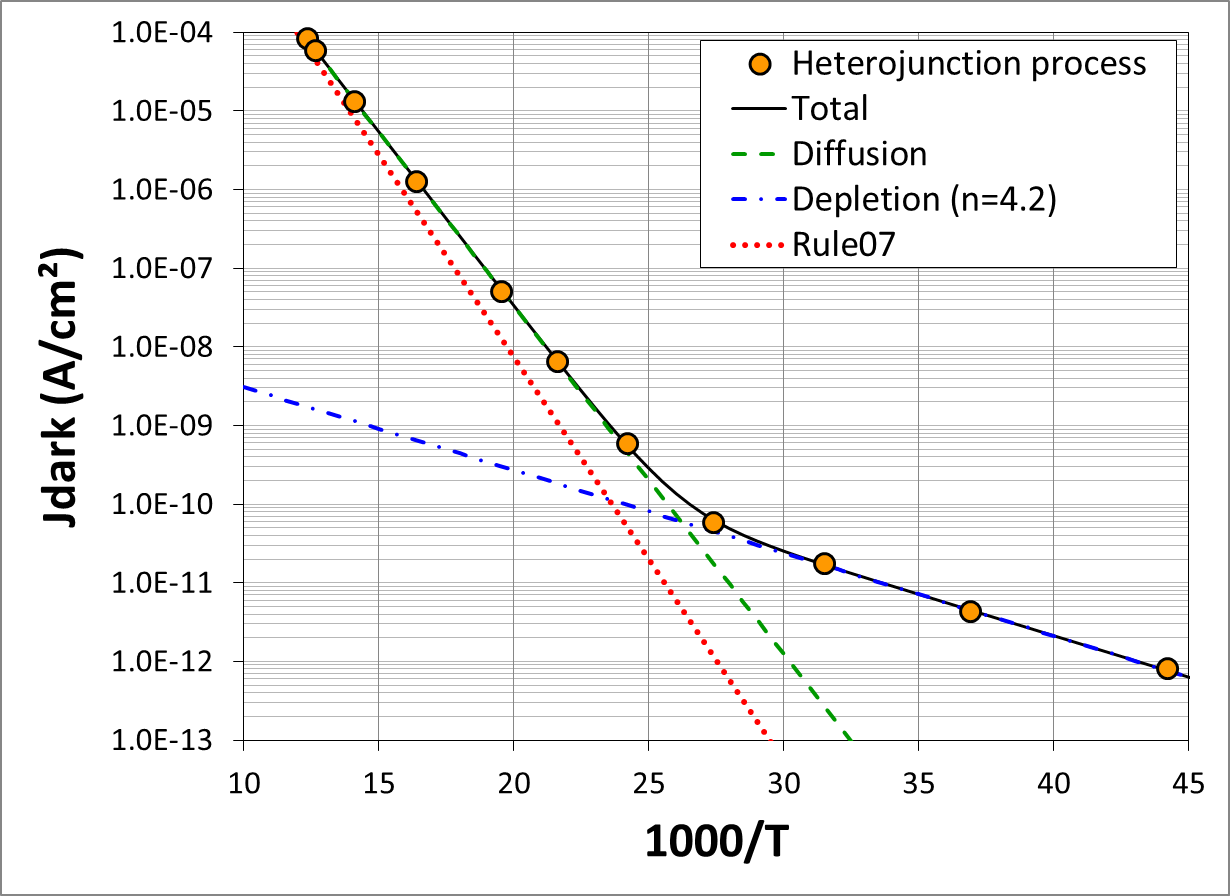 1.0E-04
1.0E-05
1.0E-06
1.0E-07
1.0E-08
1.0E-09
1.0E-10
1.0E-11
1.0E-12
1.0E-13
Jdark (A/cm²)
Heterojunction process
Total
Diffusion
Depletion (n=4.2)
Rule07
10 15 20 25 30 35 40 45
1000/T